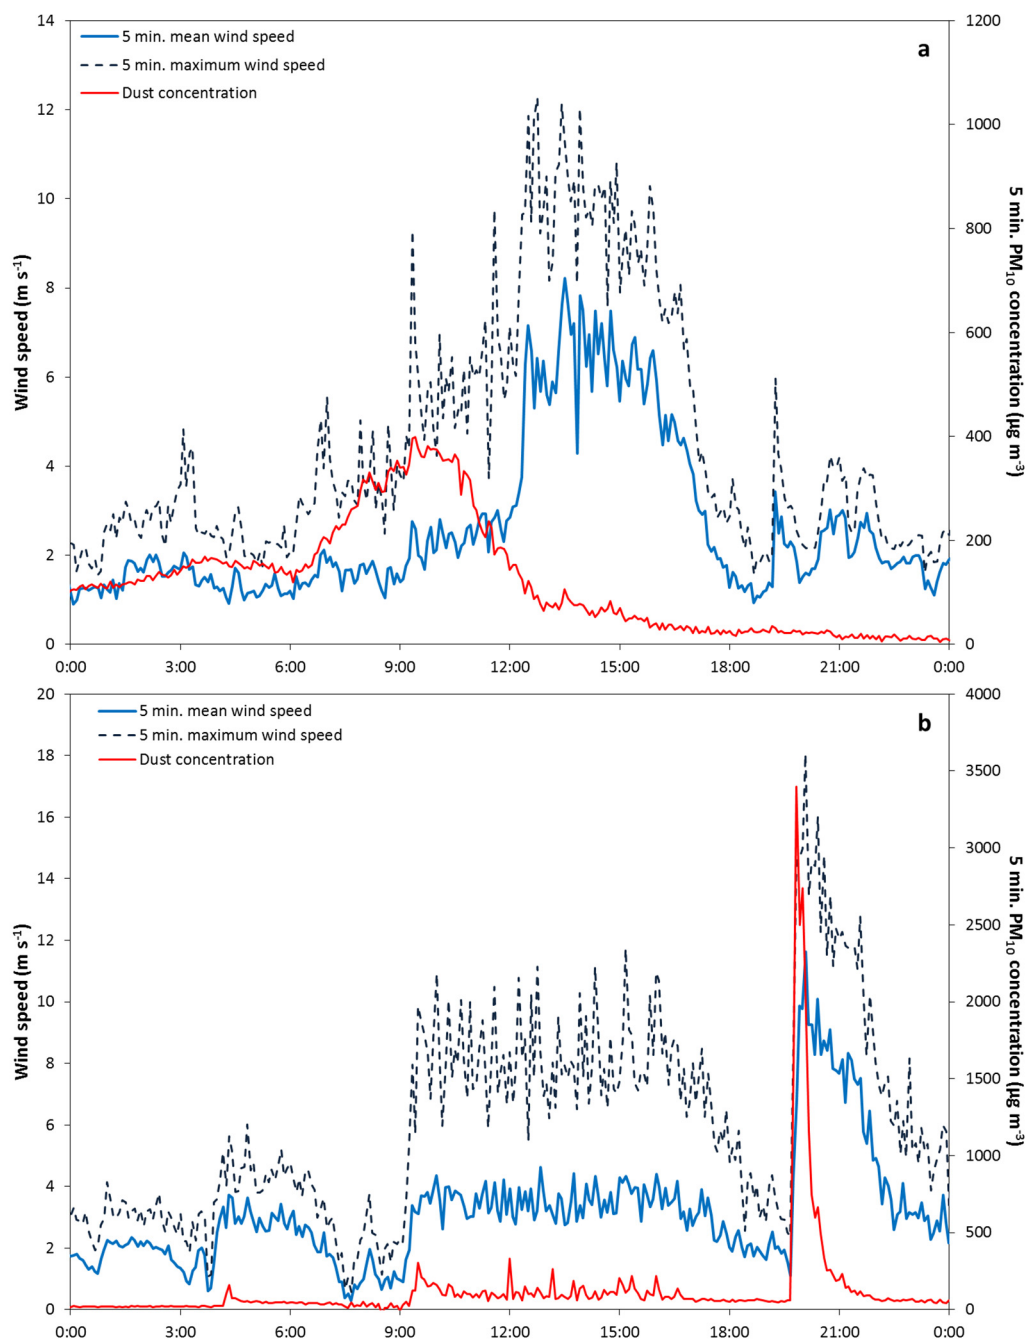 14
12
10
8
6
4
2
0
Wind speed (m s⁻¹)
5 min. mean wind speed
5 min. maximum wind speed
Dust concentration
a
1200
1000
800
600
400
200
0
5 min. PM₁₀ concentration (µg m⁻³)
0:00 3:00 6:00 9:00 12:00 15:00 18:00 21:00 0:00
20
18
16
14
12
10
8
6
4
2
0
Wind speed (m s⁻¹)
5 min. mean wind speed
5 min. maximum wind speed
Dust concentration
b
4000
3500
3000
2500
2000
1500
1000
500
0
5 min. PM₁₀ concentration (µg m⁻³)
0:00 3:00 6:00 9:00 12:00 15:00 18:00 21:00 0:00